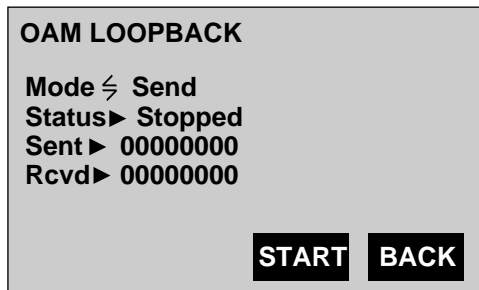 OAM LOOPBACK
Mode ⇋ Send
Status► Stopped
Sent► 00000000
Rcvd► 00000000
START BACK